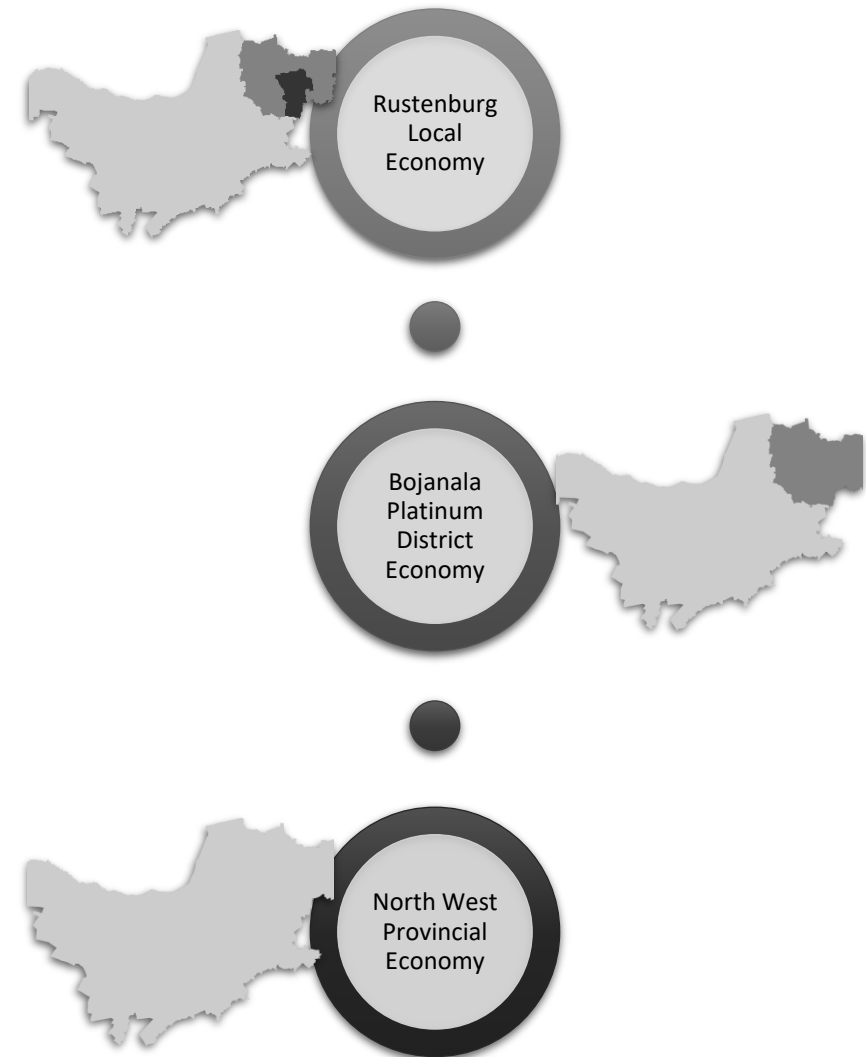 Rustenburg
Local
Economy
Bojanala
Platinum
District
Economy
North West
Provincial
Economy